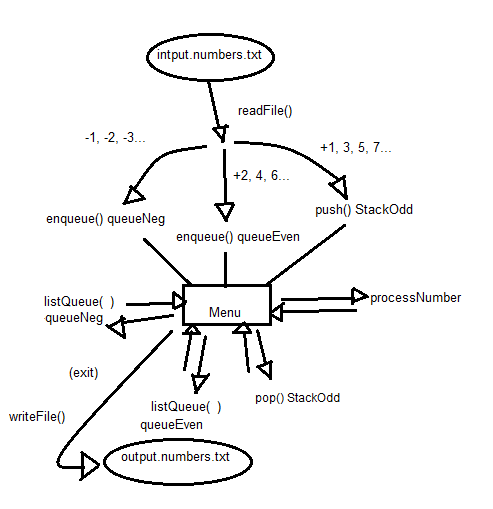 intput.numbers.txt
readFile()
-1, -2, -3...
+1, 3, 5, 7...
+2, 4, 6...
enqueue() queueNeg
push() StackOdd
enqueue() queueEven
listQueue( )
queueNeg
Menu
processNumber
(exit)
pop() StackOdd
listQueue( )
queueEven
writeFile()
output.numbers.txt